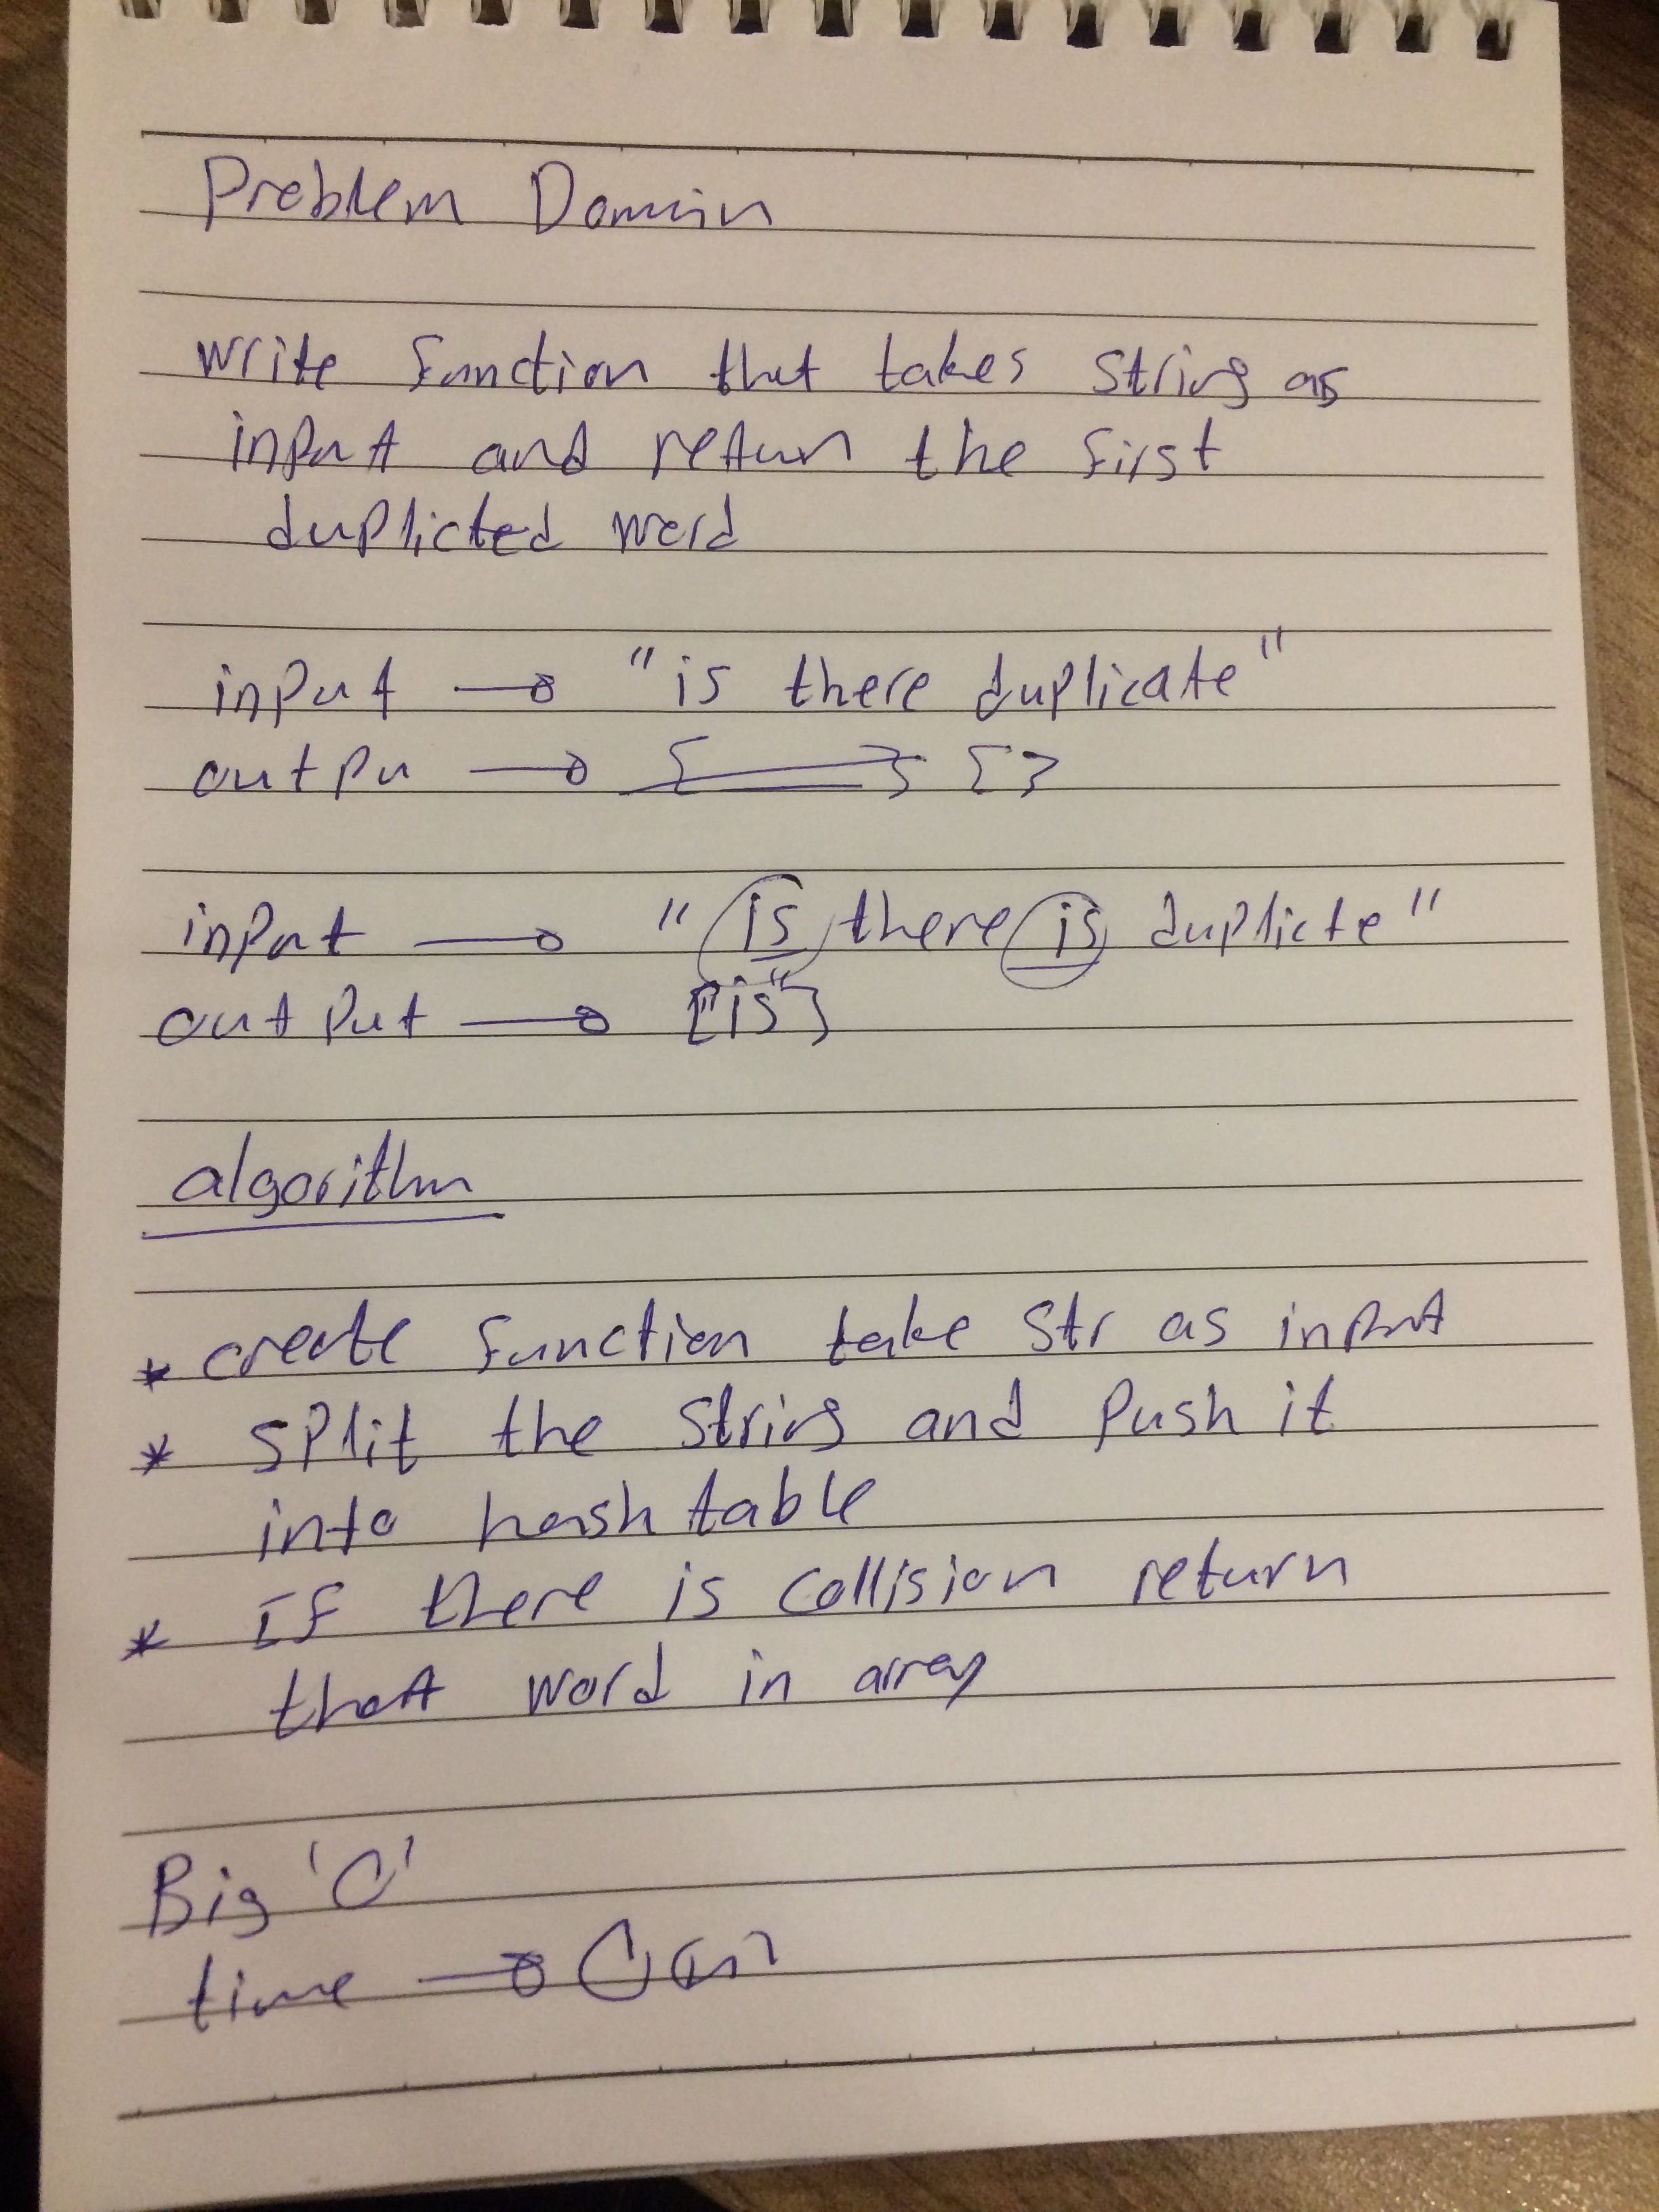 Problem Domain
write function that takes string as
input and return the first
duplicted word
input → "is there duplicate"
outpu → []
input → "is there is duplicte"
output → ["is"]
algorithm
* create function take str as input
* split the string and push it
into hash table
* If there is collision return
that word in array
Big 'O'
time → O(n)